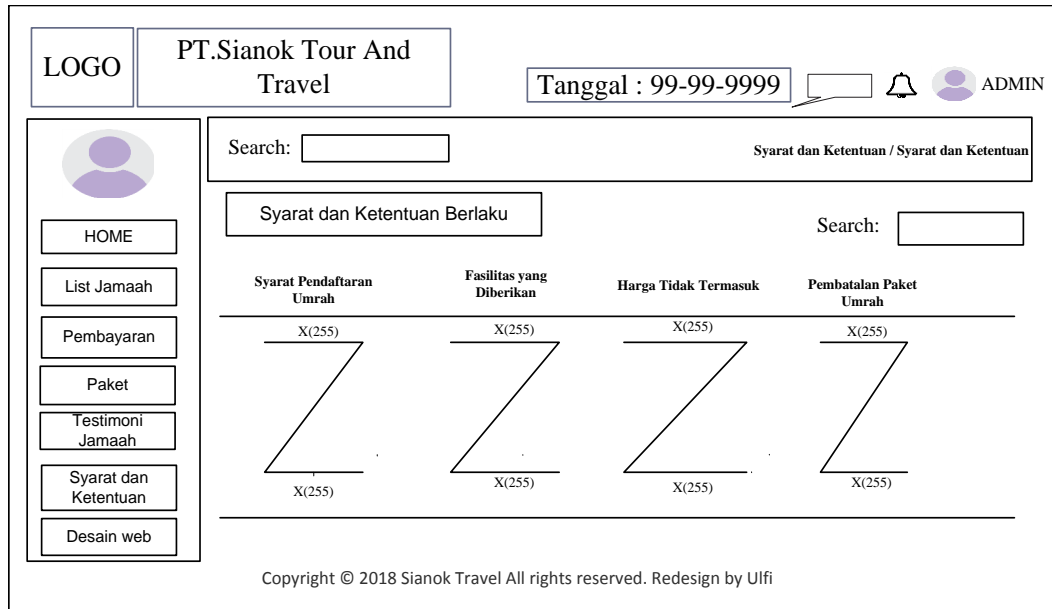 LOGO
PT.Sianok Tour And
Travel
Tanggal : 99-99-9999
ADMIN
Search:
Syarat dan Ketentuan / Syarat dan Ketentuan
HOME
List Jamaah
Pembayaran
Paket
Testimoni
Jamaah
Syarat dan
Ketentuan
Desain web
Syarat dan Ketentuan Berlaku
Search:
Syarat Pendaftaran
Umrah
Fasilitas yang
Diberikan
Harga Tidak Termasuk
Pembatalan Paket
Umrah
X(255) X(255) X(255) X(255)
X(255) X(255) X(255) X(255)
Copyright © 2018 Sianok Travel All rights reserved. Redesign by Ulfi